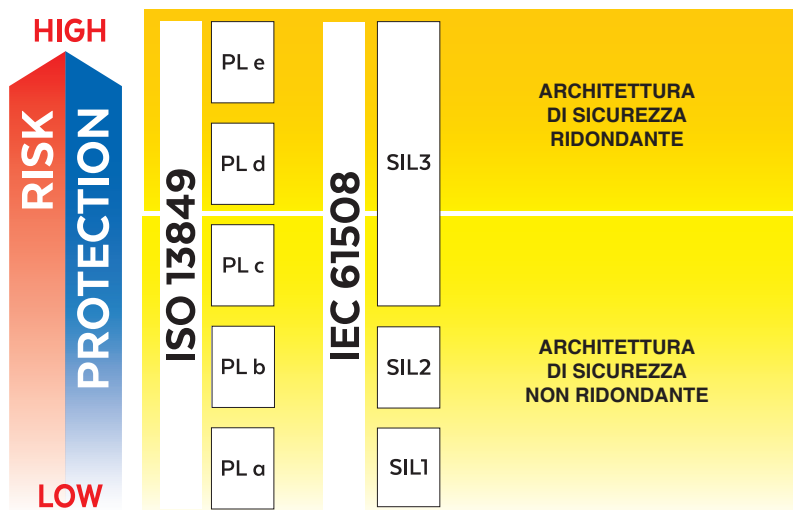 HIGH
RISK
PROTECTION
LOW
ISO 13849
PL e
PL d
PL c
PL b
PL a
IEC 61508
SIL3
SIL2
SIL1
ARCHITETTURA
DI SICUREZZA
RIDONDANTE
ARCHITETTURA
DI SICUREZZA
NON RIDONDANTE